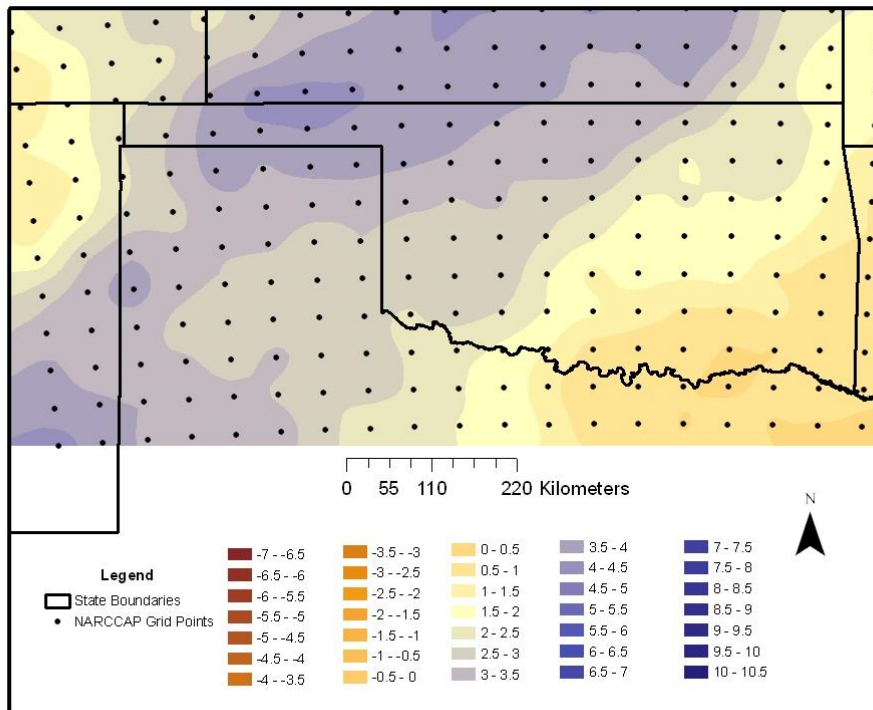 0 55 110 220 Kilometers
N
Legend
State Boundaries
NARCCAP Grid Points
-7 - -6.5
-6.5 - -6
-6 - -5.5
-5.5 - -5
-5 - -4.5
-4.5 - -4
-4 - -3.5
-3.5 - -3
-3 - -2.5
-2.5 - -2
-2 - -1.5
-1.5 - -1
-1 - -0.5
-0.5 - 0
0 - 0.5
0.5 - 1
1 - 1.5
1.5 - 2
2 - 2.5
2.5 - 3
3 - 3.5
3.5 - 4
4 - 4.5
4.5 - 5
5 - 5.5
5.5 - 6
6 - 6.5
6.5 - 7
7 - 7.5
7.5 - 8
8 - 8.5
8.5 - 9
9 - 9.5
9.5 - 10
10 - 10.5